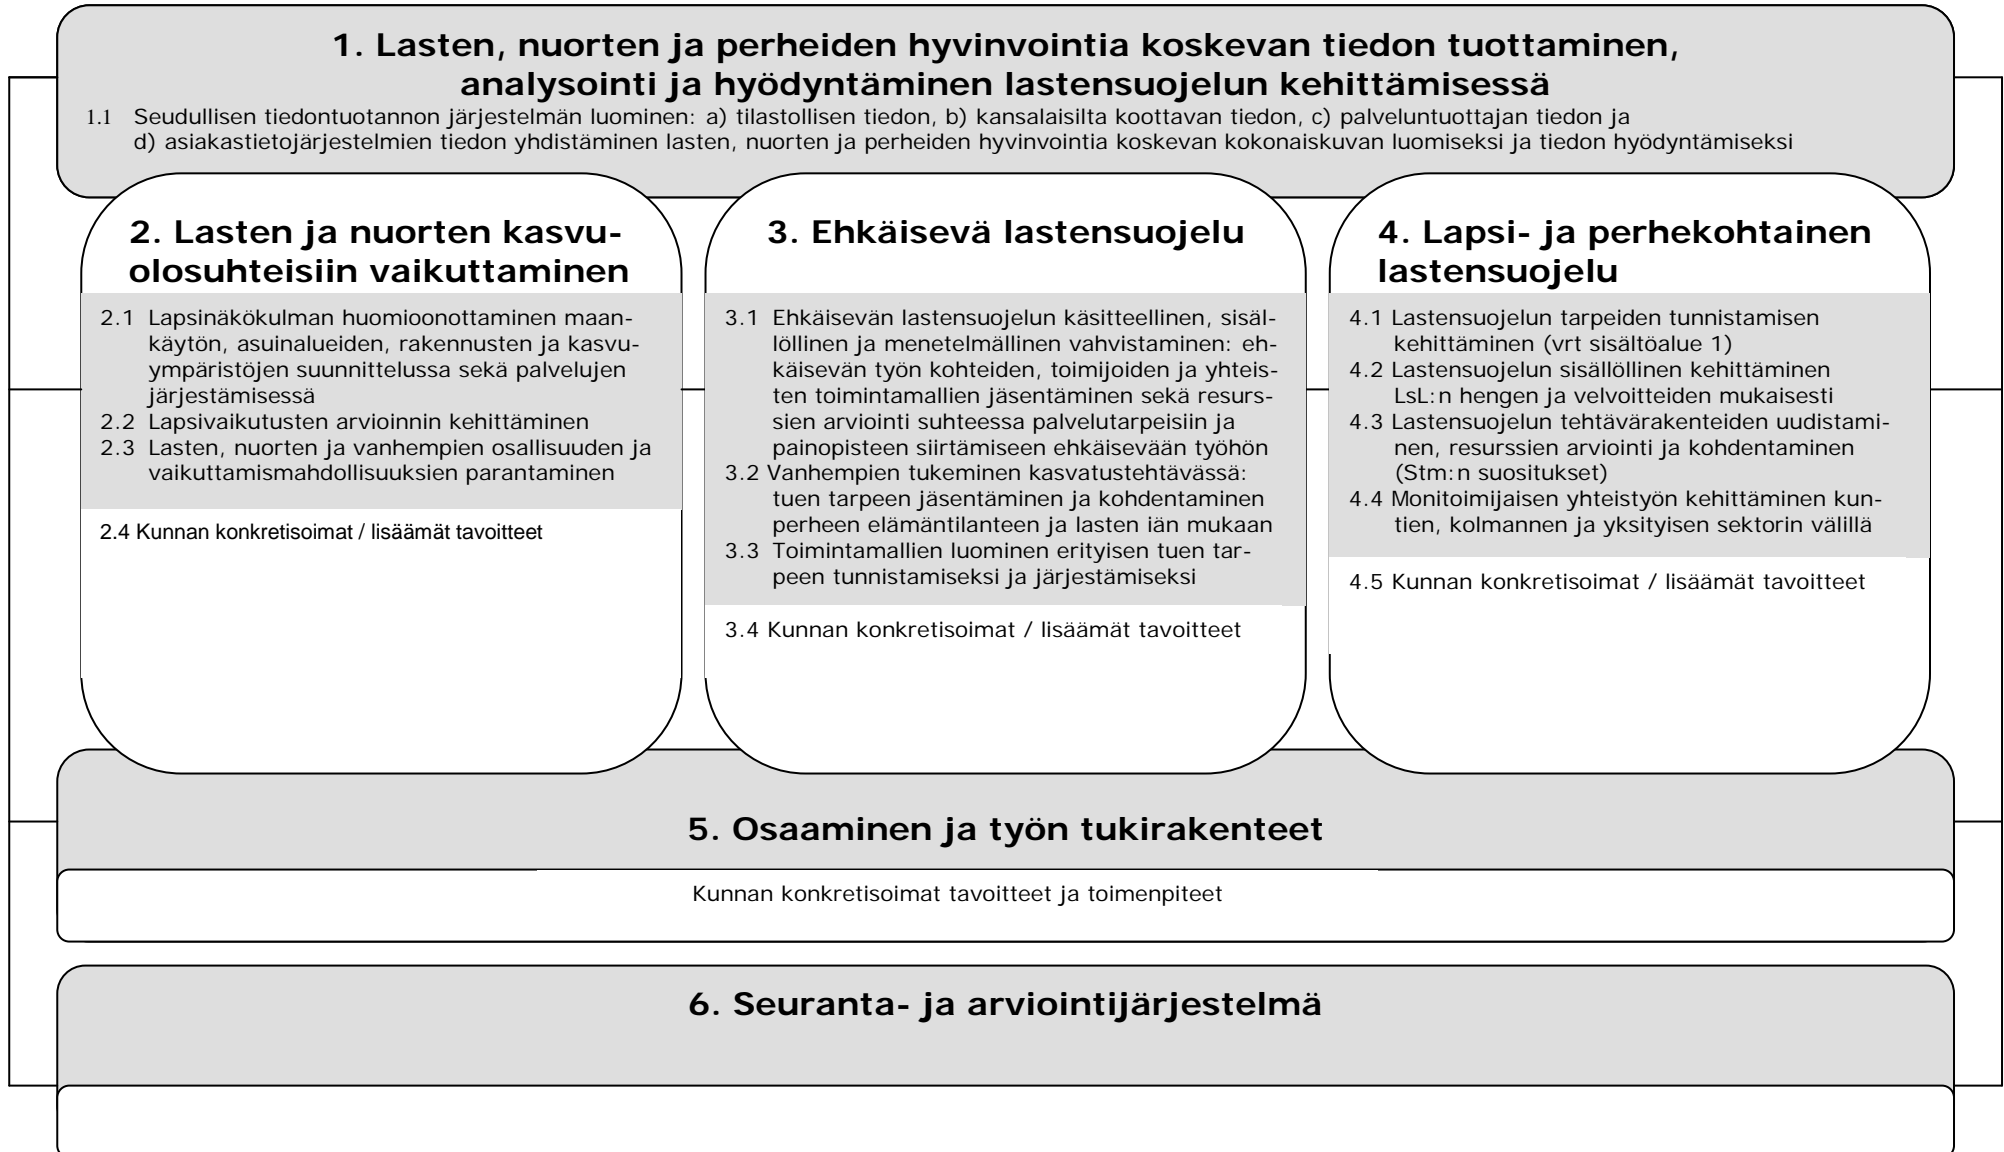 1. Lasten, nuorten ja perheiden hyvinvointia koskevan tiedon tuottaminen,
analysointi ja hyödyntäminen lastensuojelun kehittämisessä
1.1 Seudullisen tiedontuotannon järjestelmän luominen: a) tilastollisen tiedon, b) kansalaisilta koottavan tiedon, c) palveluntuottajan tiedon ja
d) asiakastietojärjestelmien tiedon yhdistäminen lasten, nuorten ja perheiden hyvinvointia koskevan kokonaiskuvan luomiseksi ja tiedon hyödyntämiseksi
2. Lasten ja nuorten kasvu-
olosuhteisiin vaikuttaminen
2.1 Lapsinäkökulman huomioonottaminen maan-
käytön, asuinalueiden, rakennusten ja kasvu-
ympäristöjen suunnittelussa sekä palvelujen
järjestämisessä
2.2 Lapsivaikutusten arvioinnin kehittäminen
2.3 Lasten, nuorten ja vanhempien osallisuuden ja
vaikuttamismahdollisuuksien parantaminen
2.4 Kunnan konkretisoimat / lisäämät tavoitteet
3. Ehkäisevä lastensuojelu
3.1 Ehkäisevän lastensuojelun käsitteellinen, sisäl-
löllinen ja menetelmällinen vahvistaminen: eh-
käisevän työn kohteiden, toimijoiden ja yhteis-
ten toimintamallien jäsentäminen sekä resurs-
sien arviointi suhteessa palvelutarpeisiin ja
painopisteen siirtämiseen ehkäisevään työhön
3.2 Vanhempien tukeminen kasvatustehtävässä:
tuen tarpeen jäsentäminen ja kohdentaminen
perheen elämäntilanteen ja lasten iän mukaan
3.3 Toimintamallien luominen erityisen tuen tar-
peen tunnistamiseksi ja järjestämiseksi
3.4 Kunnan konkretisoimat / lisäämät tavoitteet
4. Lapsi- ja perhekohtainen
lastensuojelu
4.1 Lastensuojelun tarpeiden tunnistamisen
kehittäminen (vrt sisältöalue 1)
4.2 Lastensuojelun sisällöllinen kehittäminen
LsL:n hengen ja velvoitteiden mukaisesti
4.3 Lastensuojelun tehtävärakenteiden uudistami-
nen, resurssien arviointi ja kohdentaminen
(Stm:n suositukset)
4.4 Monitoimijaisen yhteistyön kehittäminen kun-
tien, kolmannen ja yksityisen sektorin välillä
4.5 Kunnan konkretisoimat / lisäämät tavoitteet
5. Osaaminen ja työn tukirakenteet
Kunnan konkretisoimat tavoitteet ja toimenpiteet
6. Seuranta- ja arviointijärjestelmä